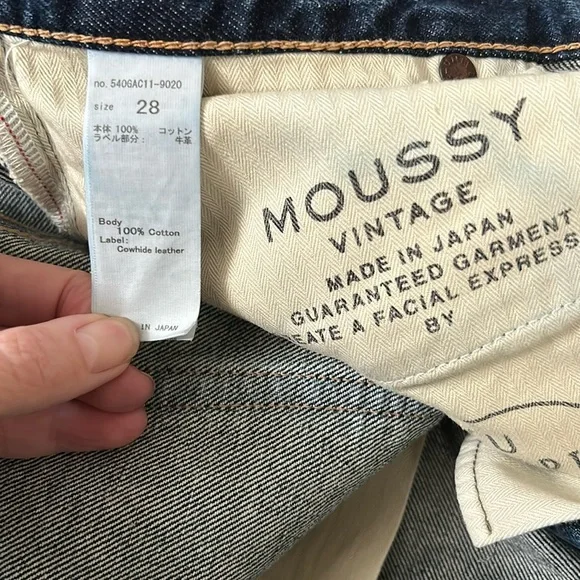 no. 540GAC11-9020
size 28
本体 100% コットン
ラベル部分: 牛革
Body
100% Cotton
Label:
Cowhide leather
IN JAPAN
MOUSSY
VINTAGE
MADE IN JAPAN
GUARANTEED GARMENT
EATE A FACIAL EXPRESS
BY
U